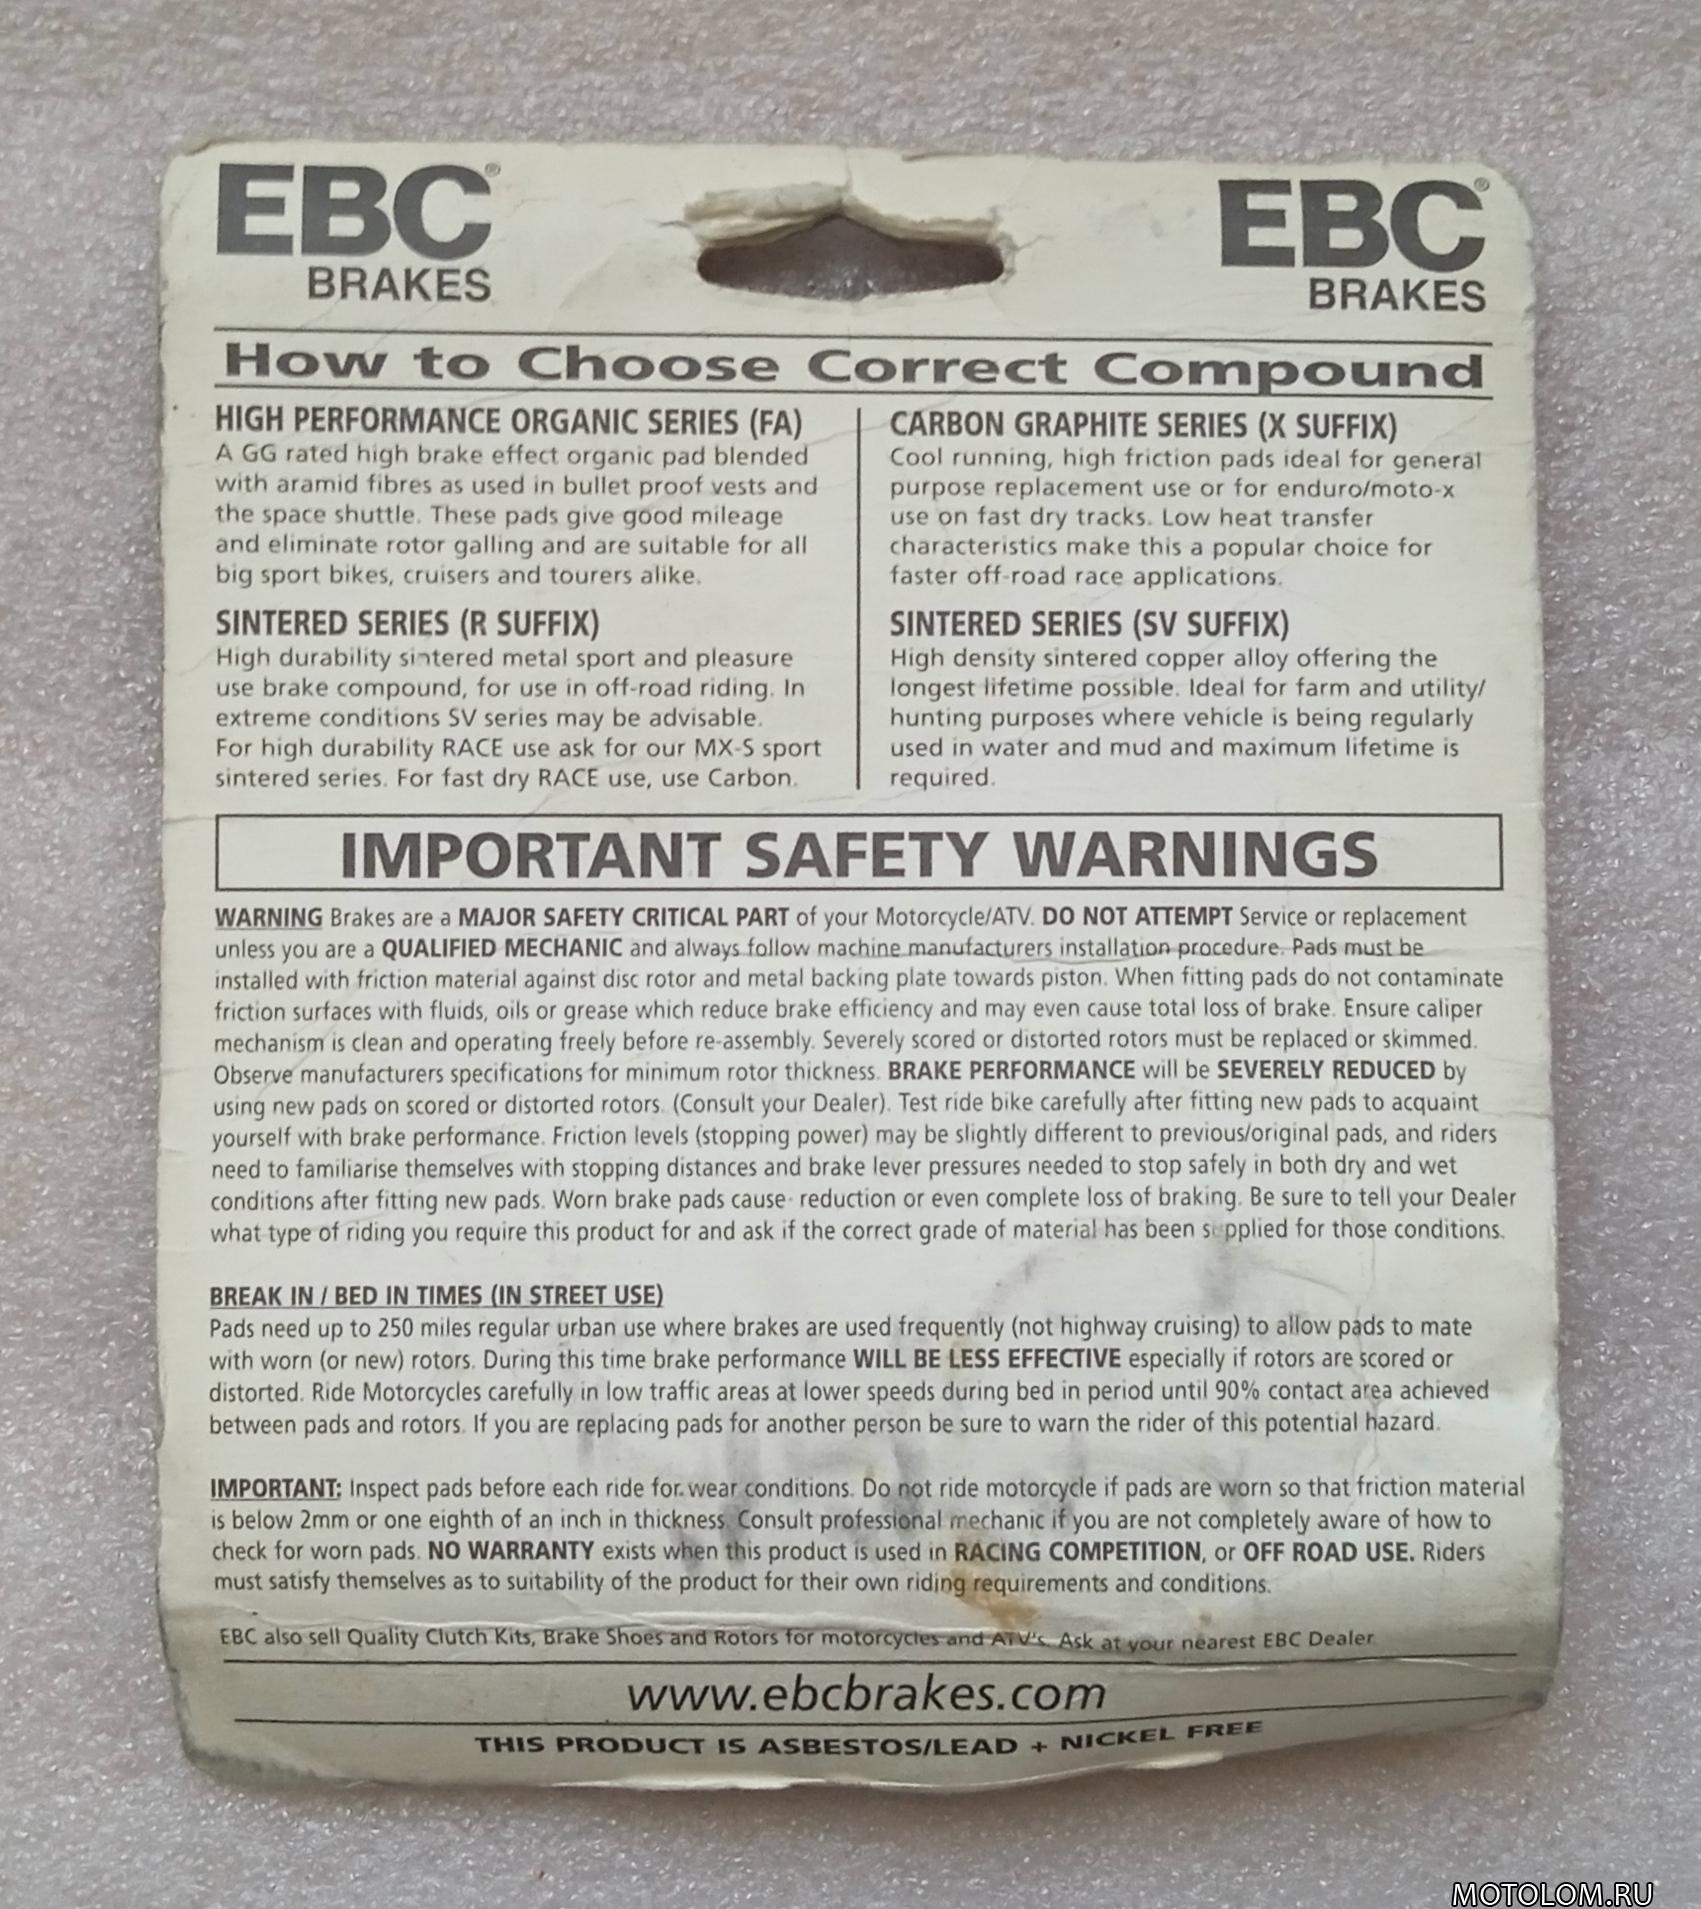 EBC®
BRAKES
EBC®
BRAKES
How to Choose Correct Compound
HIGH PERFORMANCE ORGANIC SERIES (FA)
A GG rated high brake effect organic pad blended
with aramid fibres as used in bullet proof vests and
the space shuttle. These pads give good mileage
and eliminate rotor galling and are suitable for all
big sport bikes, cruisers and tourers alike.
SINTERED SERIES (R SUFFIX)
High durability sintered metal sport and pleasure
use brake compound, for use in off-road riding. In
extreme conditions SV series may be advisable.
For high durability RACE use ask for our MX-S sport
sintered series. For fast dry RACE use, use Carbon.
CARBON GRAPHITE SERIES (X SUFFIX)
Cool running, high friction pads ideal for general
purpose replacement use or for enduro/moto-x
use on fast dry tracks. Low heat transfer
characteristics make this a popular choice for
faster off-road race applications.
SINTERED SERIES (SV SUFFIX)
High density sintered copper alloy offering the
longest lifetime possible. Ideal for farm and utility/
hunting purposes where vehicle is being regularly
used in water and mud and maximum lifetime is
required.
IMPORTANT SAFETY WARNINGS
WARNING Brakes are a MAJOR SAFETY CRITICAL PART of your Motorcycle/ATV. DO NOT ATTEMPT Service or replacement
unless you are a QUALIFIED MECHANIC and always follow machine manufacturers installation procedure. Pads must be
installed with friction material against disc rotor and metal backing plate towards piston. When fitting pads do not contaminate
friction surfaces with fluids, oils or grease which reduce brake efficiency and may even cause total loss of brake. Ensure caliper
mechanism is clean and operating freely before re-assembly. Severely scored or distorted rotors must be replaced or skimmed.
Observe manufacturers specifications for minimum rotor thickness. BRAKE PERFORMANCE will be SEVERELY REDUCED by
using new pads on scored or distorted rotors. (Consult your Dealer). Test ride bike carefully after fitting new pads to acquaint
yourself with brake performance. Friction levels (stopping power) may be slightly different to previous/original pads, and riders
need to familiarise themselves with stopping distances and brake lever pressures needed to stop safely in both dry and wet
conditions after fitting new pads. Worn brake pads cause reduction or even complete loss of braking. Be sure to tell your Dealer
what type of riding you require this product for and ask if the correct grade of material has been supplied for those conditions.
BREAK IN / BED IN TIMES (IN STREET USE)
Pads need up to 250 miles regular urban use where brakes are used frequently (not highway cruising) to allow pads to mate
with worn (or new) rotors. During this time brake performance WILL BE LESS EFFECTIVE especially if rotors are scored or
distorted. Ride Motorcycles carefully in low traffic areas at lower speeds during bed in period until 90% contact area achieved
between pads and rotors. If you are replacing pads for another person be sure to warn the rider of this potential hazard.
IMPORTANT: Inspect pads before each ride for wear conditions. Do not ride motorcycle if pads are worn so that friction material
is below 2mm or one eighth of an inch in thickness. Consult professional mechanic if you are not completely aware of how to
check for worn pads. NO WARRANTY exists when this product is used in RACING COMPETITION, or OFF ROAD USE. Riders
must satisfy themselves as to suitability of the product for their own riding requirements and conditions.
EBC also sell Quality Clutch Kits, Brake Shoes and Rotors for motorcycles and ATV's. Ask at your nearest EBC Dealer.
www.ebcbrakes.com
THIS PRODUCT IS ASBESTOS/LEAD + NICKEL FREE
MOTOLOM.RU